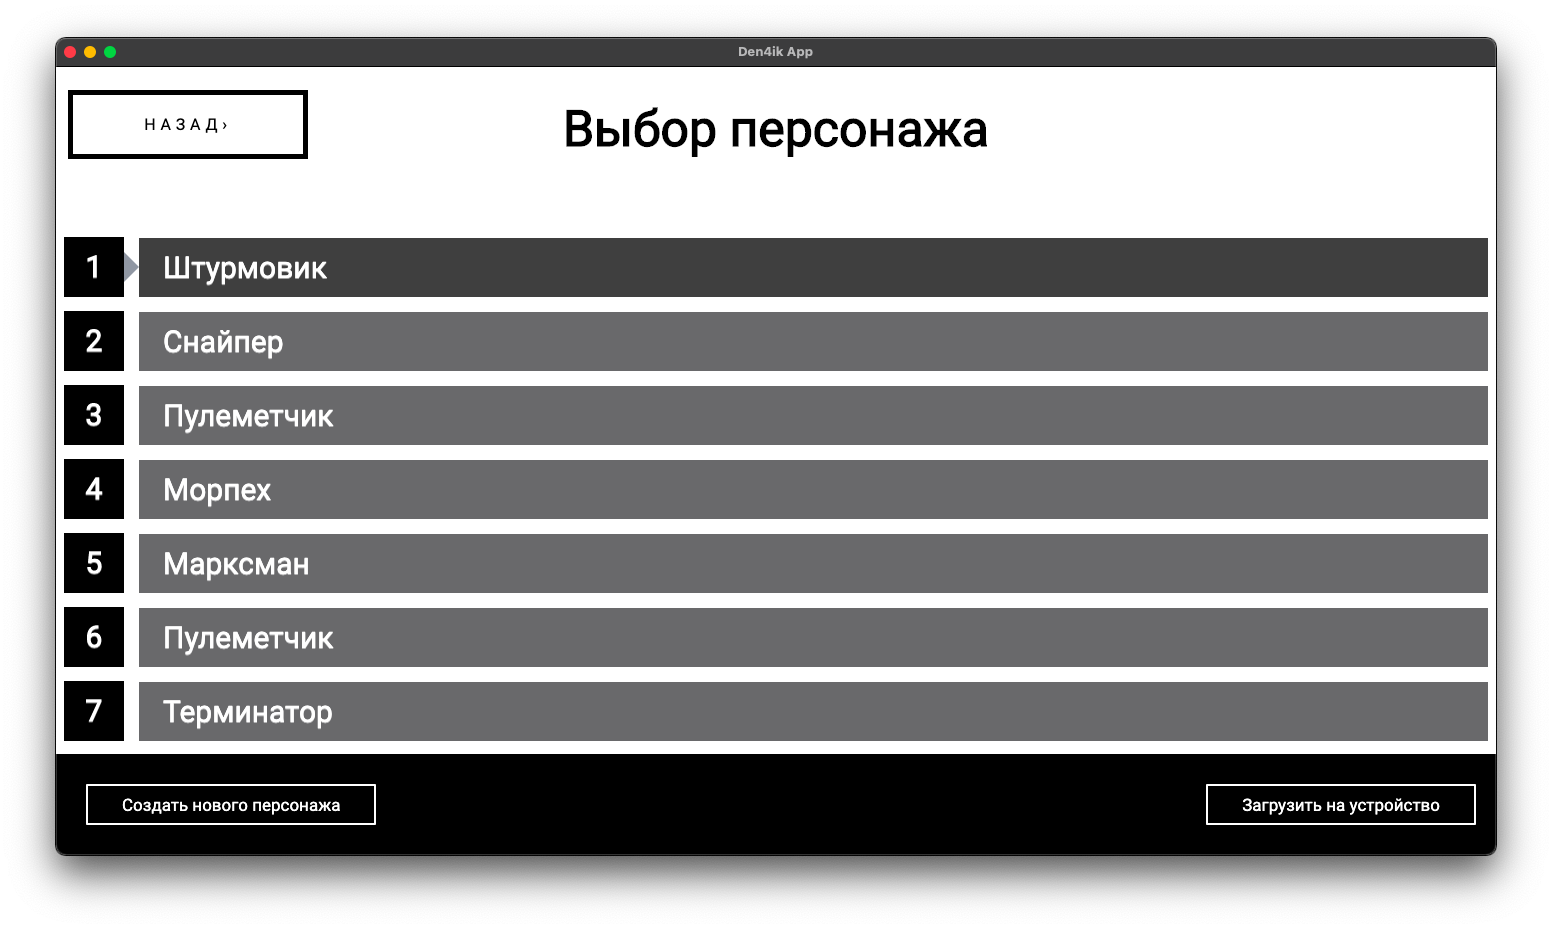 Den4ik App
НАЗАД›
Выбор персонажа
1 Штурмовик
2 Снайпер
3 Пулеметчик
4 Морпех
5 Марксман
6 Пулеметчик
7 Терминатор
Создать нового персонажа
Загрузить на устройство